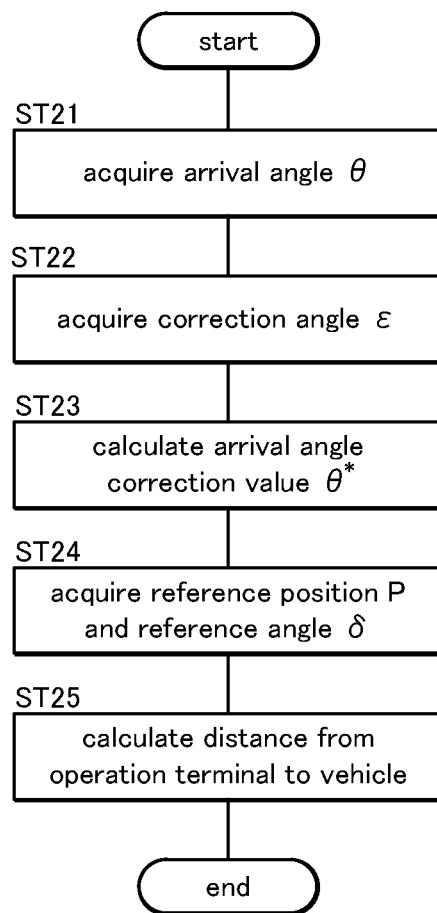 start
ST21
acquire arrival angle θ
ST22
acquire correction angle ε
ST23
calculate arrival angle
correction value θ*
ST24
acquire reference position P
and reference angle δ
ST25
calculate distance from
operation terminal to vehicle
end